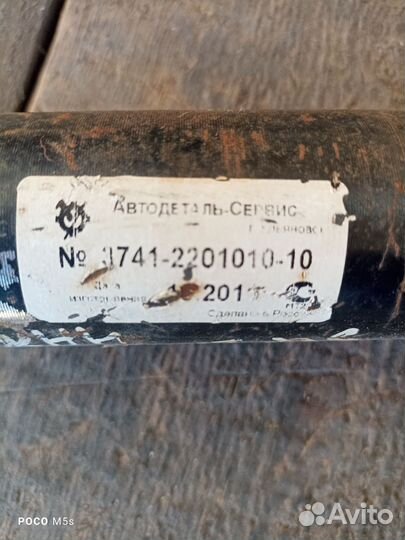 Автодеталь-Сервис
г.Ульяновск
№ 3741-2201010-10
Дата
изготовления 201
Сделано в России
POCO M5s
Avito